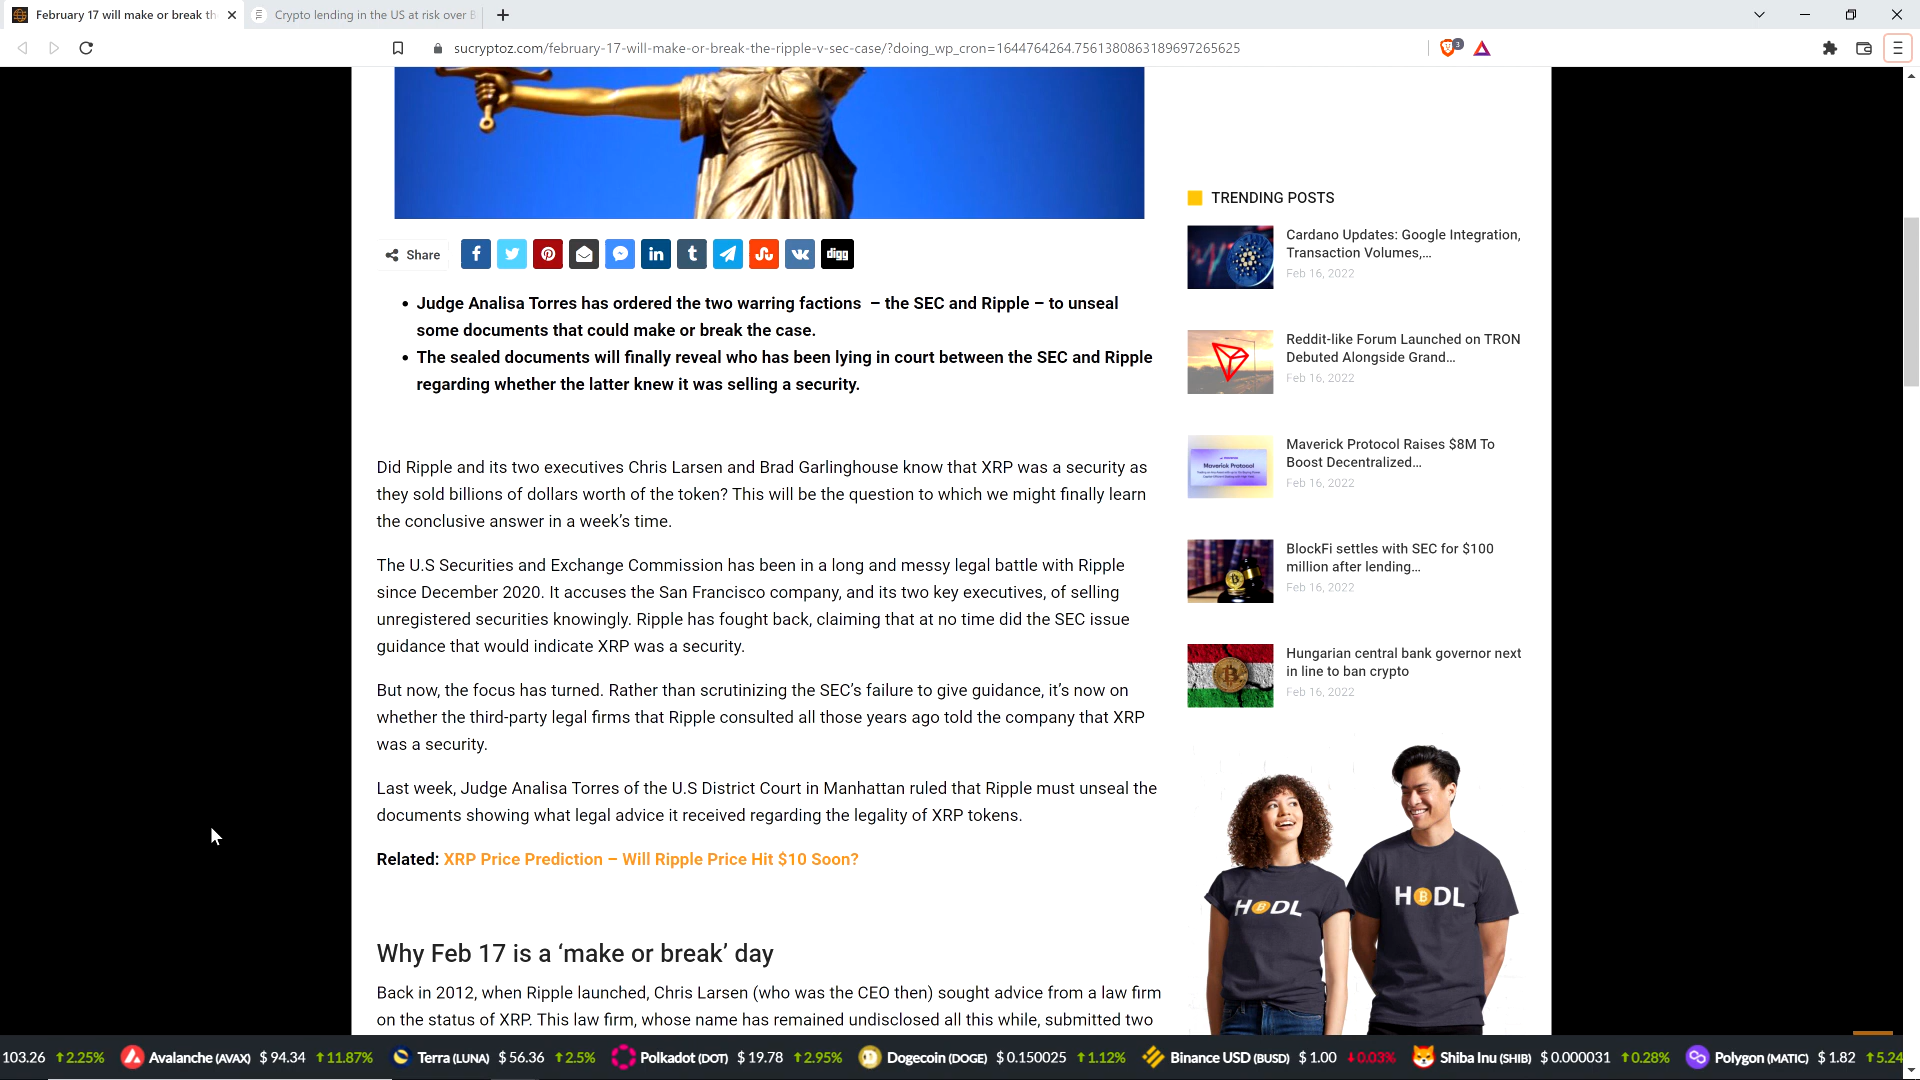 February 17 will make or break th
Crypto lending in the US at risk over B
sucryptoz.com/february-17-will-make-or-break-the-ripple-v-sec-case/?doing_wp_cron=1644764264.7561380863189697265625
3
Share
digg
• Judge Analisa Torres has ordered the two warring factions – the SEC and Ripple – to unseal
some documents that could make or break the case.
• The sealed documents will finally reveal who has been lying in court between the SEC and Ripple
regarding whether the latter knew it was selling a security.
Did Ripple and its two executives Chris Larsen and Brad Garlinghouse know that XRP was a security as
they sold billions of dollars worth of the token? This will be the question to which we might finally learn
the conclusive answer in a week’s time.
The U.S Securities and Exchange Commission has been in a long and messy legal battle with Ripple
since December 2020. It accuses the San Francisco company, and its two key executives, of selling
unregistered securities knowingly. Ripple has fought back, claiming that at no time did the SEC issue
guidance that would indicate XRP was a security.
But now, the focus has turned. Rather than scrutinizing the SEC’s failure to give guidance, it’s now on
whether the third-party legal firms that Ripple consulted all those years ago told the company that XRP
was a security.
Last week, Judge Analisa Torres of the U.S District Court in Manhattan ruled that Ripple must unseal the
documents showing what legal advice it received regarding the legality of XRP tokens.
Related: XRP Price Prediction – Will Ripple Price Hit $10 Soon?
Why Feb 17 is a ‘make or break’ day
Back in 2012, when Ripple launched, Chris Larsen (who was the CEO then) sought advice from a law firm
on the status of XRP. This law firm, whose name has remained undisclosed all this while, submitted two
TRENDING POSTS
Cardano Updates: Google Integration,
Transaction Volumes,...
Feb 16, 2022
Reddit-like Forum Launched on TRON
Debuted Alongside Grand...
Feb 16, 2022
Maverick Protocol
Maverick Protocol Raises $8M To
Boost Decentralized...
Feb 16, 2022
BlockFi settles with SEC for $100
million after lending...
Feb 16, 2022
Hungarian central bank governor next
in line to ban crypto
Feb 16, 2022
HODL
HODL
103.26 ↑2.25% Avalanche (AVAX) $ 94.34 ↑11.87% Terra (LUNA) $ 56.36 ↑2.5% Polkadot (DOT) $ 19.78 ↑2.95% Dogecoin (DOGE) $ 0.150025 ↑1.12% Binance USD (BUSD) $ 1.00 ↓0.03% Shiba Inu (SHIB) $ 0.000031 ↑0.28% Polygon (MATIC) $ 1.82 ↑5.24